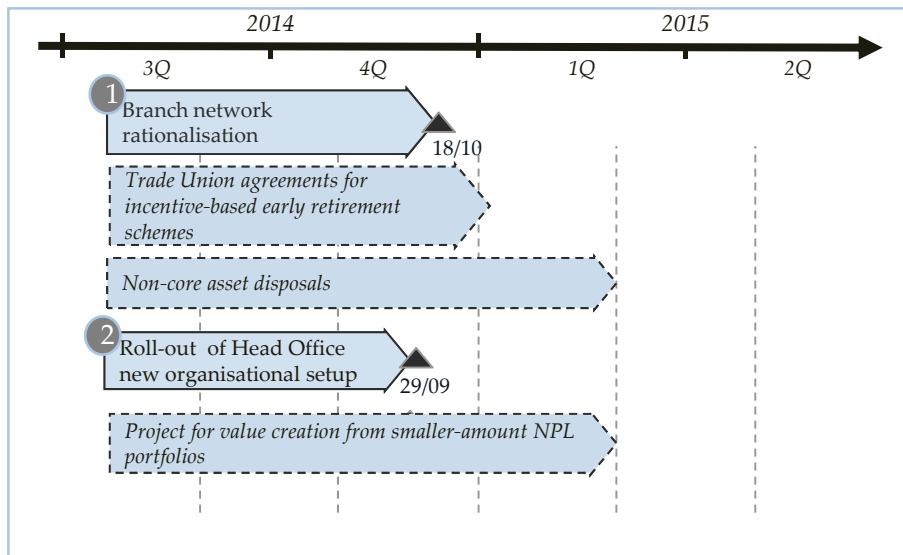 2014
2015
3Q
4Q
1Q
2Q
1
Branch network
rationalisation
18/10
Trade Union agreements for
incentive-based early retirement
schemes
Non-core asset disposals
2
Roll-out of Head Office
new organisational setup
29/09
Project for value creation from smaller-amount NPL
portfolios